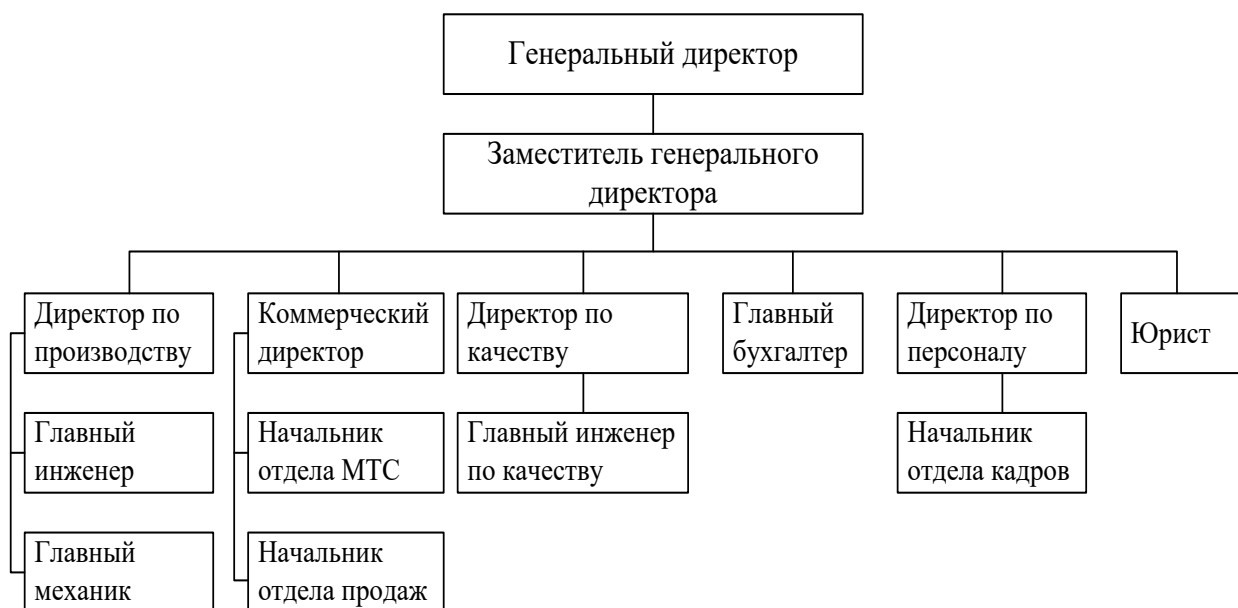 Генеральный директор
Заместитель генерального
директора
Директор по
производству
Коммерческий
директор
Директор по
качеству
Главный
бухгалтер
Директор по
персоналу
Юрист
Главный
инженер
Начальник
отдела МТС
Главный инженер
по качеству
Начальник
отдела кадров
Главный
механик
Начальник
отдела продаж